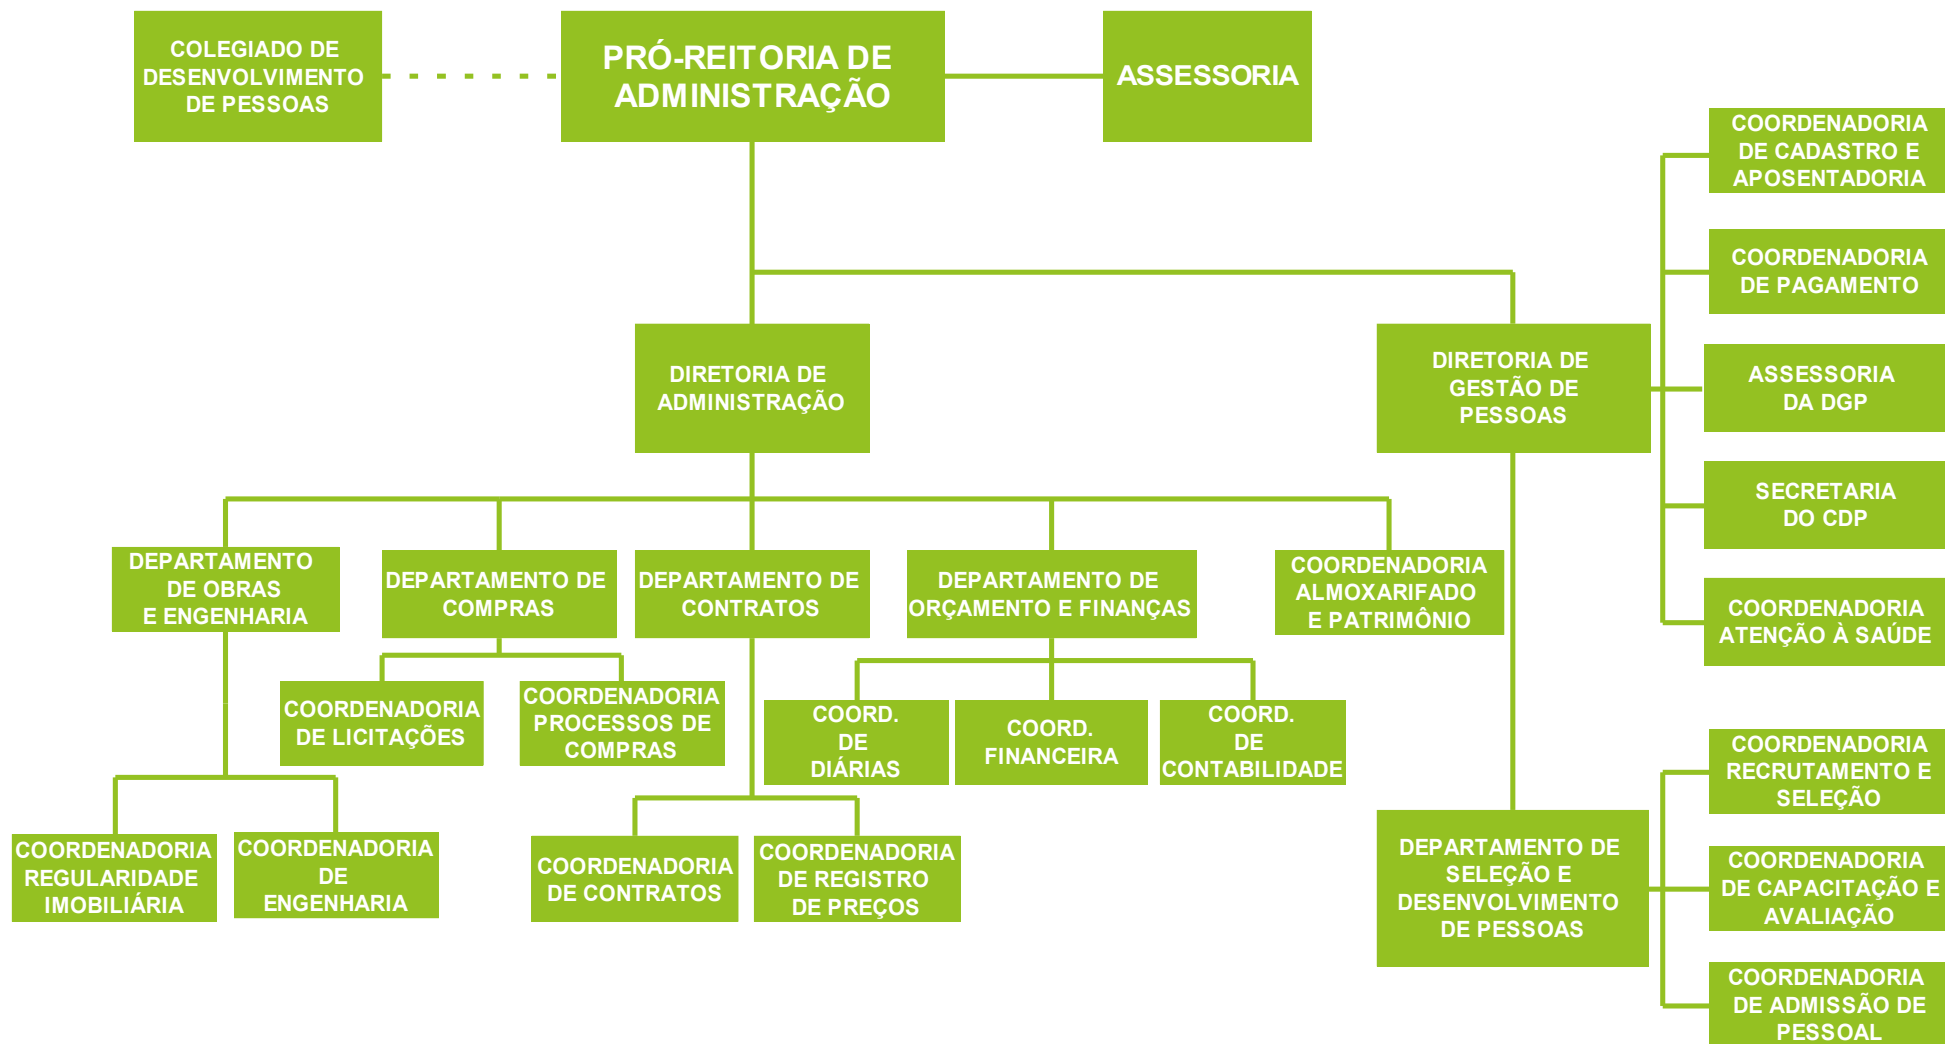 COLEGIADO DE
DESENVOLVIMENTO
DE PESSOAS
PRÓ-REITORIA DE
ADMINISTRAÇÃO
ASSESSORIA
COORDENADORIA
DE CADASTRO E
APOSENTADORIA
COORDENADORIA
DE PAGAMENTO
DIRETORIA DE
ADMINISTRAÇÃO
DIRETORIA DE
GESTÃO DE
PESSOAS
ASSESSORIA
DA DGP
SECRETARIA
DO CDP
COORDENADORIA
ATENÇÃO À SAÚDE
DEPARTAMENTO
DE OBRAS
E ENGENHARIA
DEPARTAMENTO DE
COMPRAS
DEPARTAMENTO DE
CONTRATOS
DEPARTAMENTO DE
ORÇAMENTO E FINANÇAS
COORDENADORIA
ALMOXARIFADO
E PATRIMÔNIO
COORDENADORIA
DE LICITAÇÕES
COORDENADORIA
PROCESSOS DE
COMPRAS
COORD.
DE
DIÁRIAS
COORD.
FINANCEIRA
COORD.
DE
CONTABILIDADE
COORDENADORIA
REGULARIDADE
IMOBILIÁRIA
COORDENADORIA
DE
ENGENHARIA
COORDENADORIA
DE CONTRATOS
COORDENADORIA
DE REGISTRO
DE PREÇOS
DEPARTAMENTO DE
SELEÇÃO E
DESENVOLVIMENTO
DE PESSOAS
COORDENADORIA
RECRUTAMENTO E
SELEÇÃO
COORDENADORIA
DE CAPACITAÇÃO E
AVALIAÇÃO
COORDENADORIA
DE ADMISSÃO DE
PESSOAL